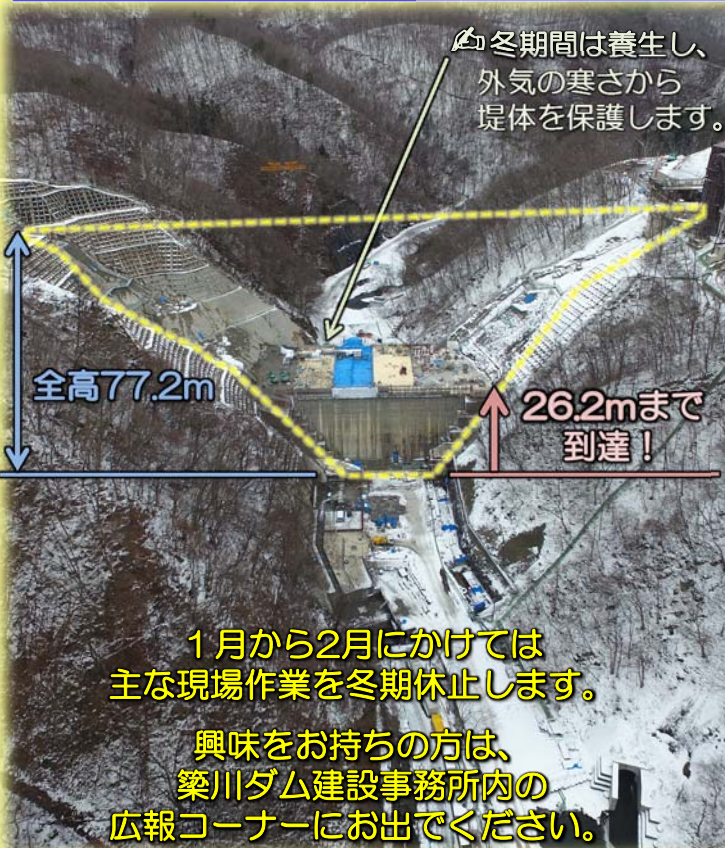 ✍冬期間は養生し、
外気の寒さから
堤体を保護します。
全高77.2m
26.2mまで
到達！
１月から2月にかけては
主な現場作業を冬期休止します。
興味をお持ちの方は、
簗川ダム建設事務所内の
広報コーナーにお出でください。